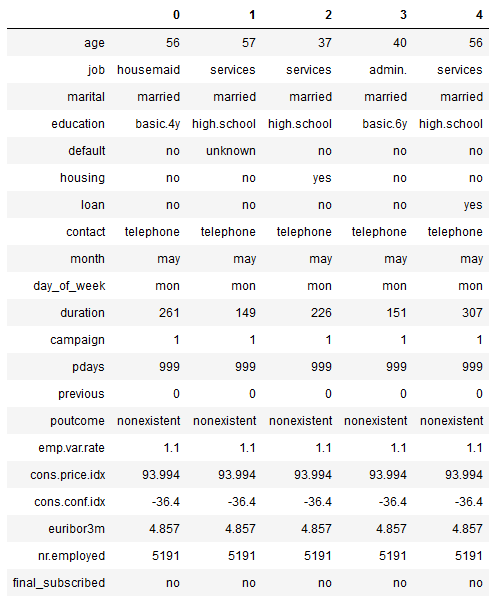 0 1 2 3 4
age 56 57 37 40 56
job housemaid services services admin. services
marital married married married married married
education basic.4y high.school high.school basic.6y high.school
default no unknown no no no
housing no no yes no no
loan no no no no yes
contact telephone telephone telephone telephone telephone
month may may may may may
day_of_week mon mon mon mon mon
duration 261 149 226 151 307
campaign 1 1 1 1 1
pdays 999 999 999 999 999
previous 0 0 0 0 0
poutcome nonexistent nonexistent nonexistent nonexistent nonexistent
emp.var.rate 1.1 1.1 1.1 1.1 1.1
cons.price.idx 93.994 93.994 93.994 93.994 93.994
cons.conf.idx -36.4 -36.4 -36.4 -36.4 -36.4
euribor3m 4.857 4.857 4.857 4.857 4.857
nr.employed 5191 5191 5191 5191 5191
final_subscribed no no no no no